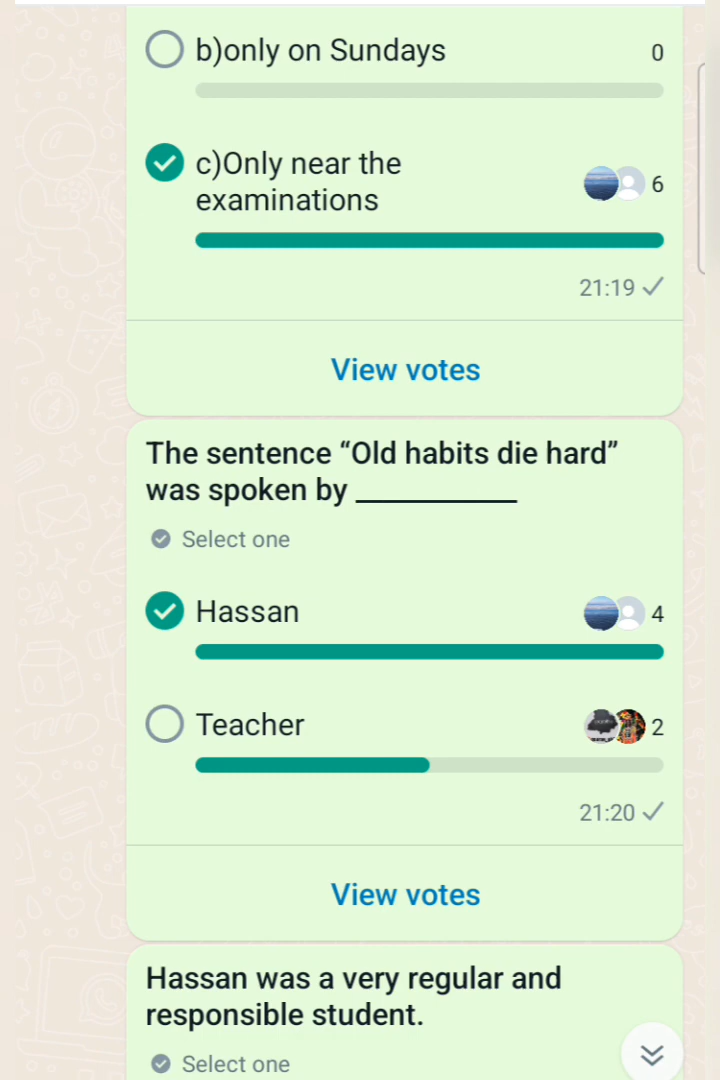 b)only on Sundays
0
c)Only near the
examinations
6
21:19
View votes
The sentence “Old habits die hard”
was spoken by __________
Select one
Hassan
4
Teacher
2
21:20
View votes
Hassan was a very regular and
responsible student.
Select one